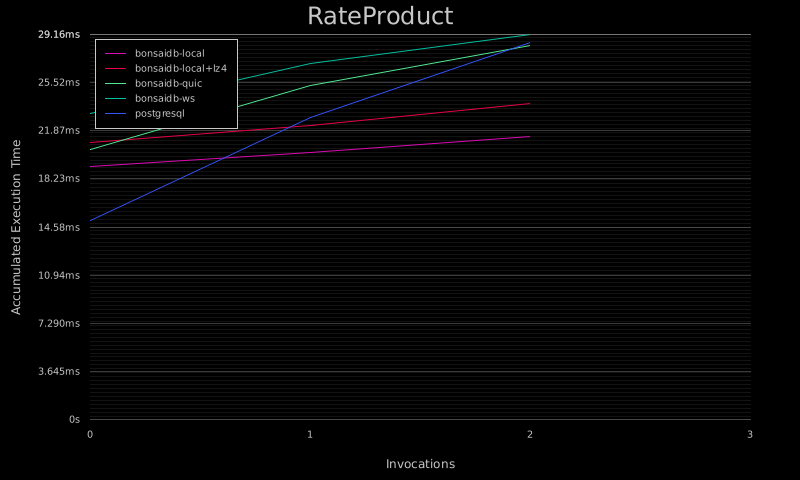 RateProduct
29.16ms
25.52ms
21.87ms
18.23ms
14.58ms
10.94ms
7.290ms
3.645ms
0s
Accumulated Execution Time
bonsaidb-local
bonsaidb-local+lz4
bonsaidb-quic
bonsaidb-ws
postgresql
0 1 2 3
Invocations